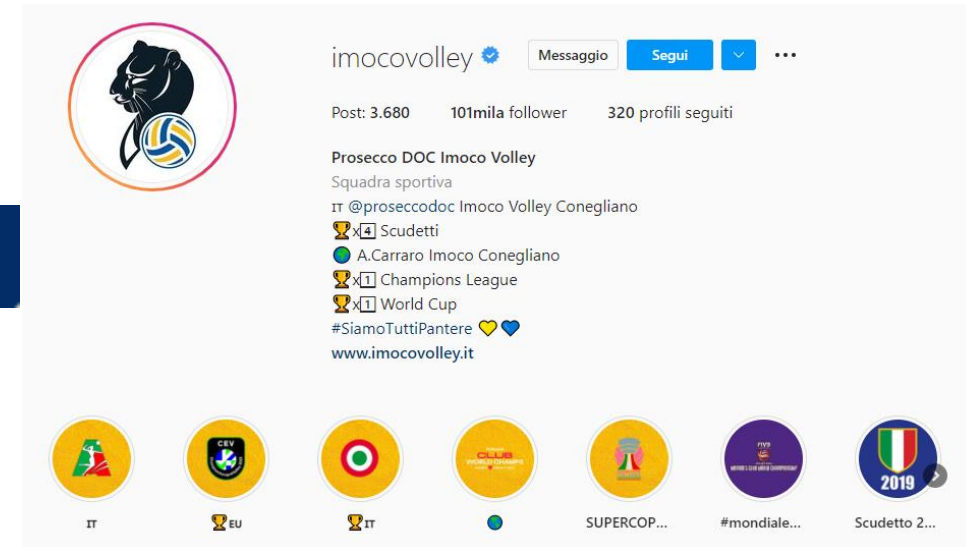 imocovolley
Messaggio
Segui
Post: 3.680 101mila follower 320 profili seguiti
Prosecco DOC Imoco Volley
Squadra sportiva
IT @proseccodoc Imoco Volley Conegliano
🏆x4️⃣ Scudetti
🌍 A.Carraro Imoco Conegliano
🏆x1️⃣ Champions League
🏆x1️⃣ World Cup
#SiamoTuttiPantere 💛💙
www.imocovolley.it
CEV
CLUB
FIVB
2019
IT
🏆EU
🏆IT
🌍
SUPERCOP...
#mondiale...
Scudetto 2...